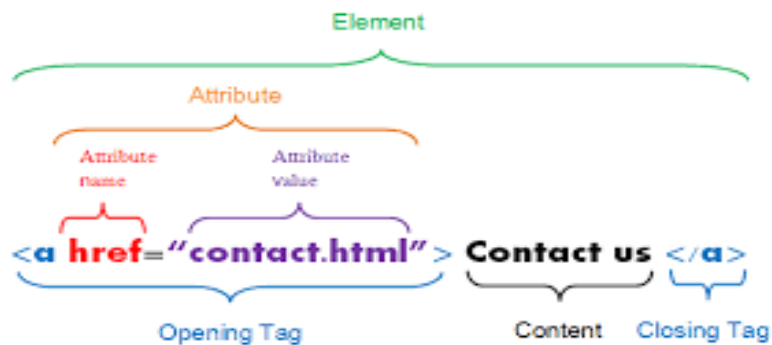 Element
Attribute
Attribute name
Attribute value
<a href=“contact.html”> Contact us </a>
Opening Tag
Content
Closing Tag